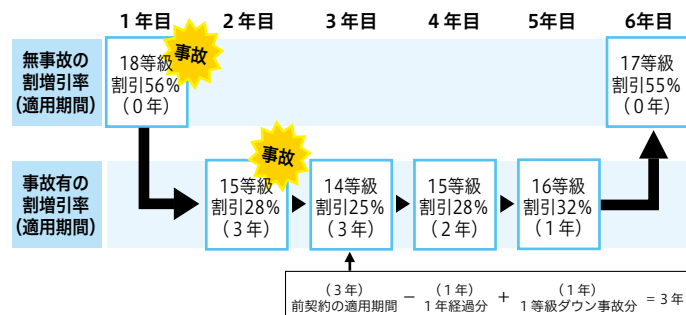 1年目 2年目 3年目 4年目 5年目 6年目
無事故の
割増引率
(適用期間)
18等級
割引56%
(0年)
事故
17等級
割引55%
(0年)
事故有の
割増引率
(適用期間)
15等級
割引28%
(3年)
事故
14等級
割引25%
(3年)
15等級
割引28%
(2年)
16等級
割引32%
(1年)
(3年) (1年) (1年)
前契約の適用期間 − 1年経過分 + 1等級ダウン事故分 = 3年